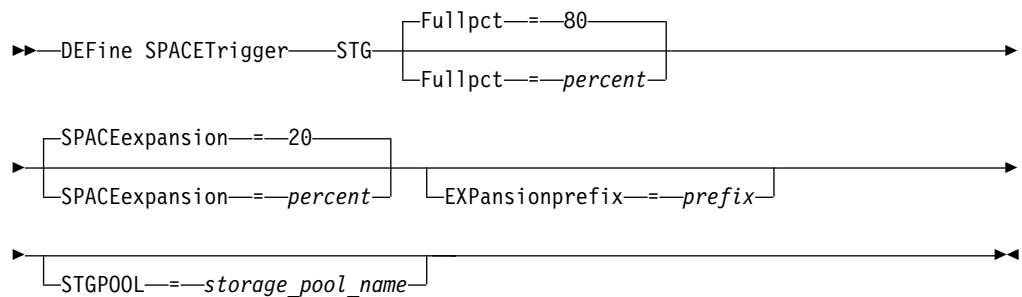 Fullpct = 80
DEFine SPACETrigger STG
Fullpct = percent
SPACEexpansion = 20
SPACEexpansion = percent
EXPansionprefix = prefix
STGPOOL = storage_pool_name